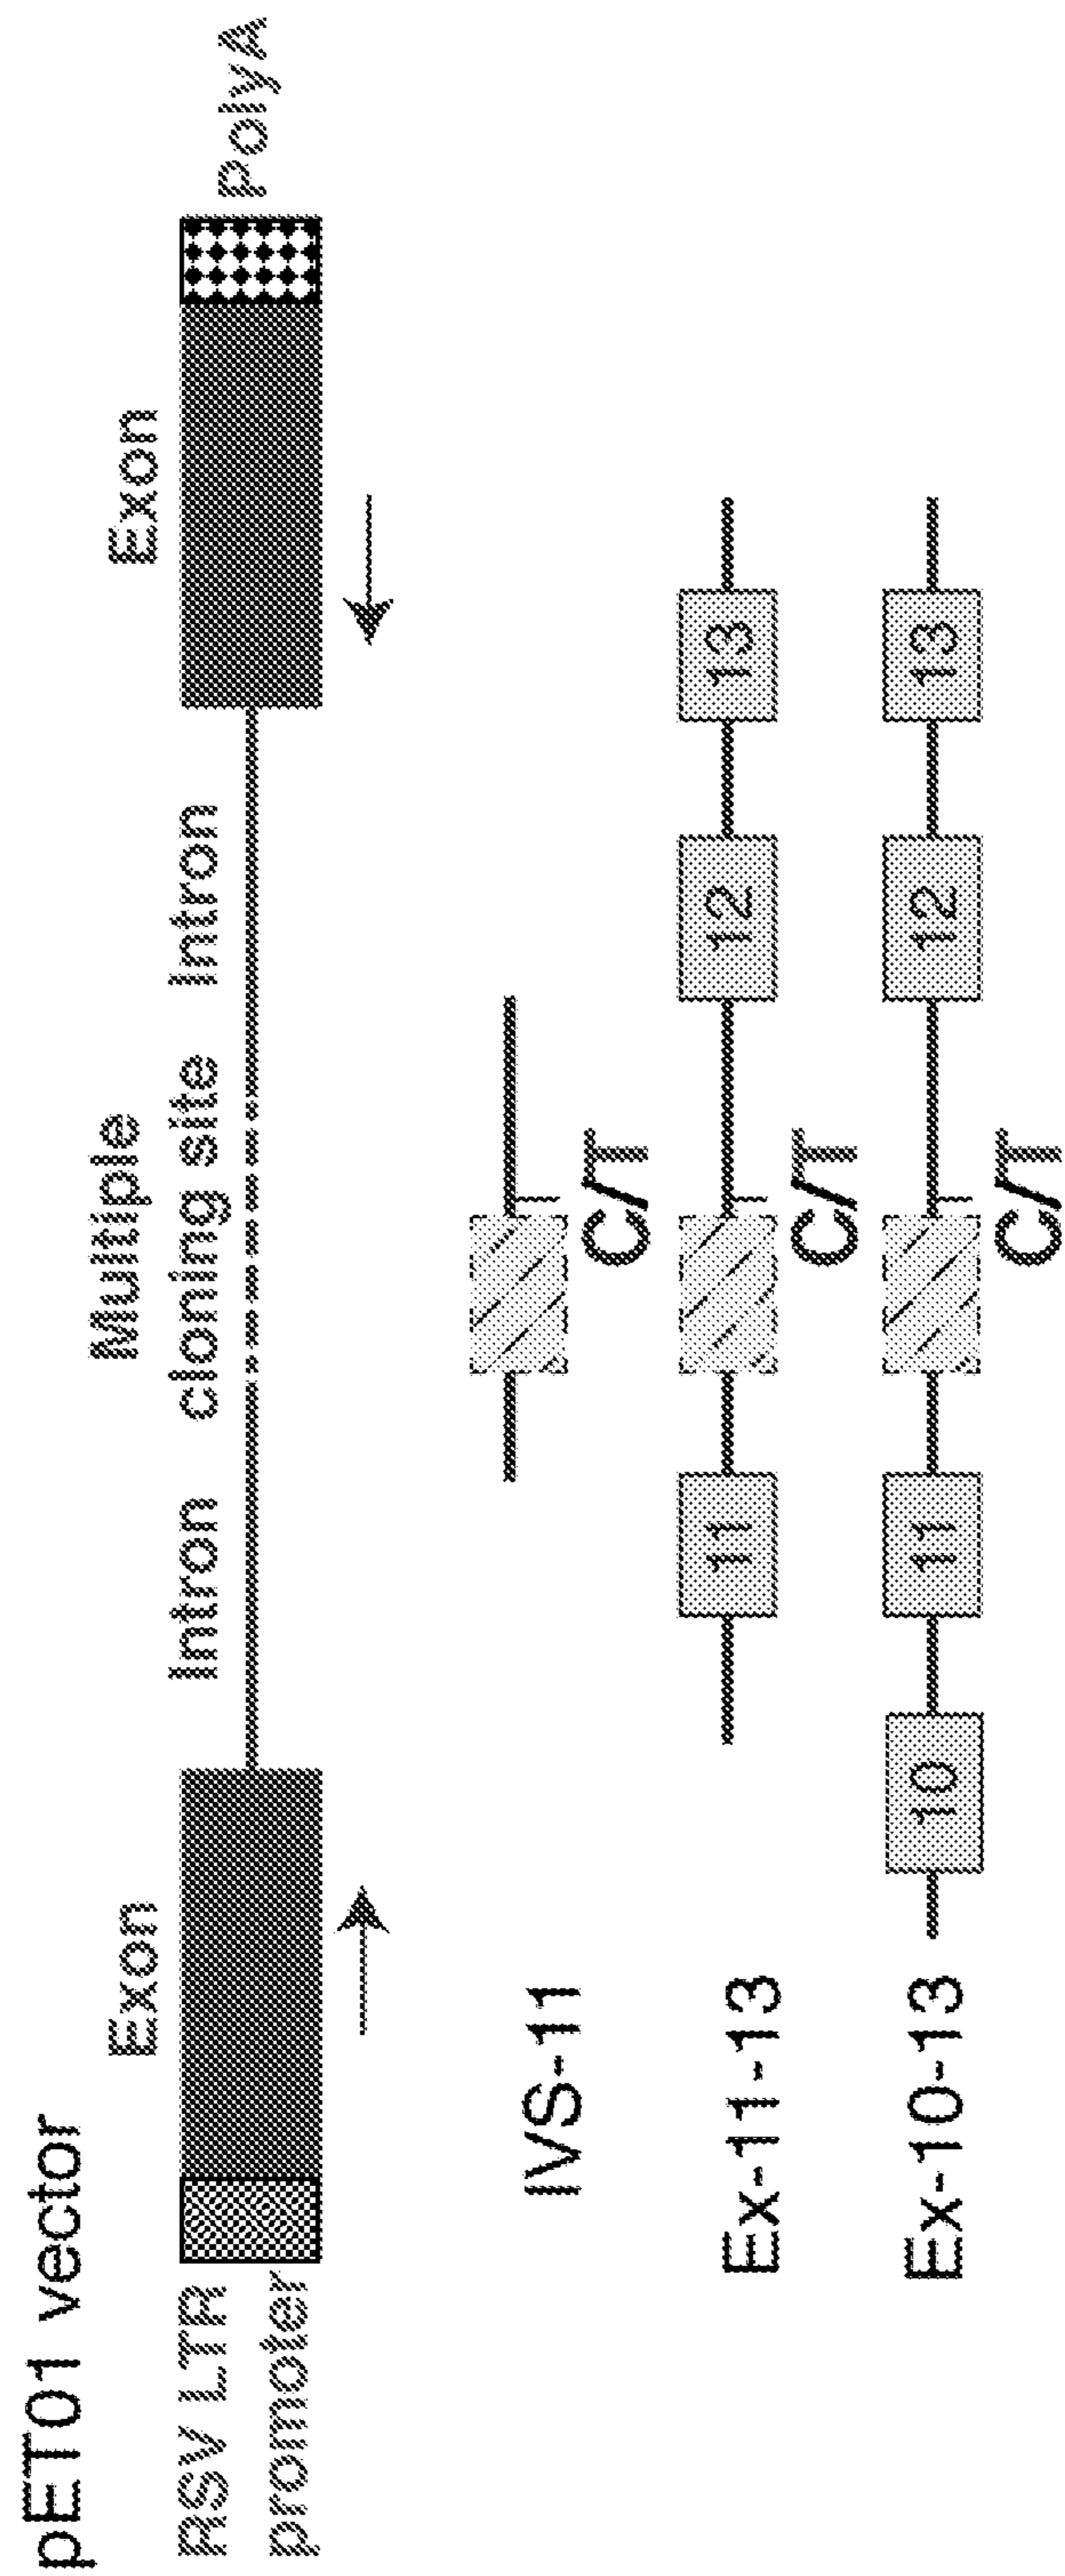 pET01 vector
RSV LTR
promoter
Exon
Intron
Multiple
cloning site
Intron
Exon
PolyA
IVS-11
C/T
Ex-11-13
11
C/T
12
13
Ex-10-13
10
11
C/T
12
13